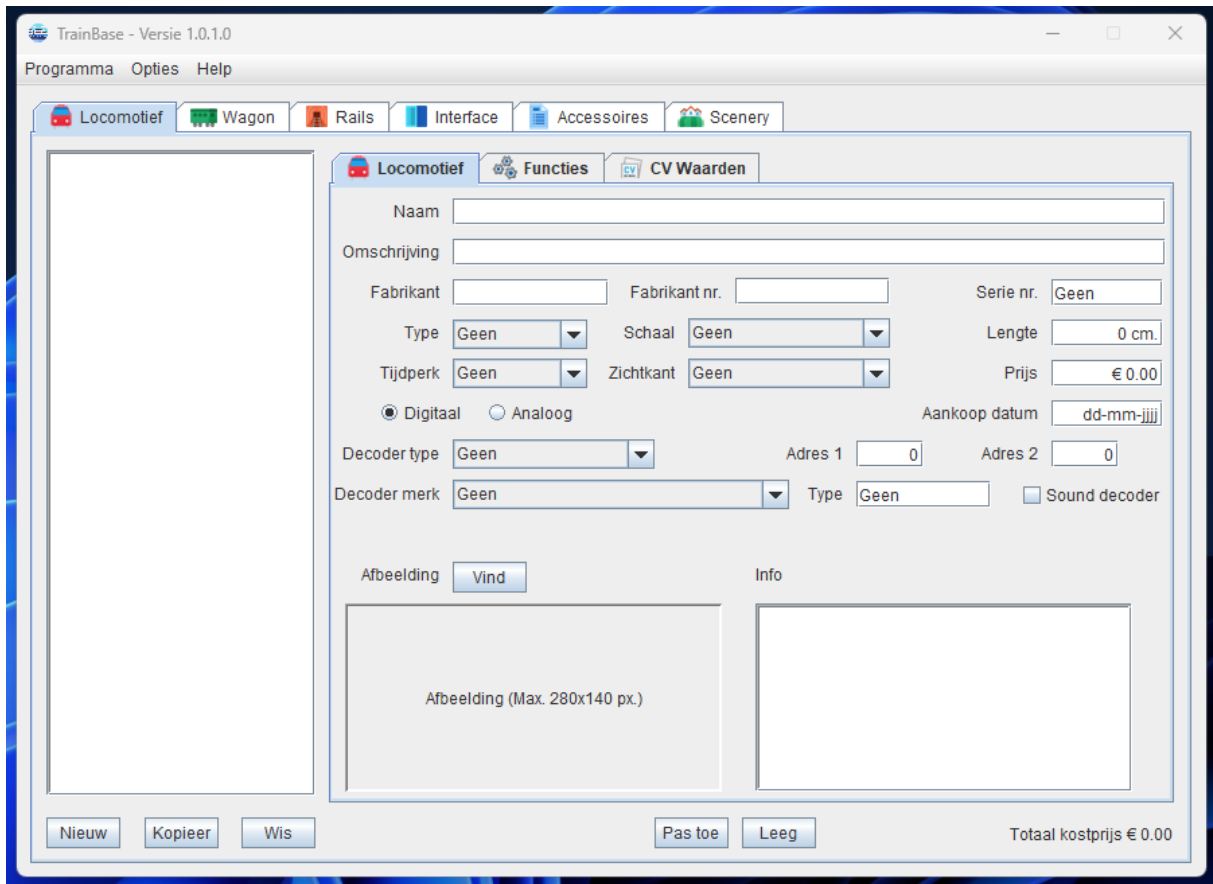 TrainBase - Versie 1.0.1.0
Programma Opties Help
Locomotief Wagon Rails Interface Accessoires Scenery
Locomotief Functies CV Waarden
Naam
Omschrijving
Fabrikant Fabrikant nr. Serie nr. Geen
Type Geen Schaal Geen Lengte 0 cm.
Tijdperk Geen Zichtkant Geen Prijs € 0.00
Digitaal Analoog Aankoop datum dd-mm-jjjj
Decoder type Geen Adres 1 0 Adres 2 0
Decoder merk Geen Type Geen Sound decoder
Afbeelding Vind Info
Afbeelding (Max. 280x140 px.)
Nieuw Kopieer Wis Pas toe Leeg Totaal kostprijs € 0.00